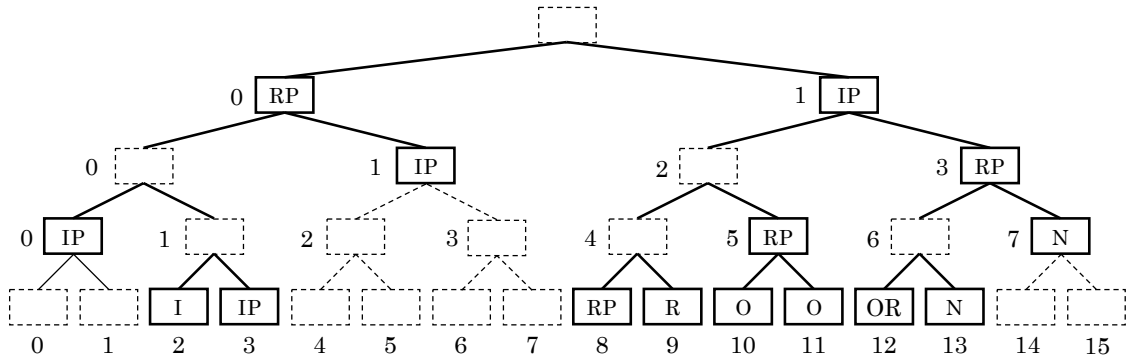 0 RP 1 IP
0 1 IP 2 3 RP
0 IP 1 2 3 4 5 RP 6 7 N
I IP RP R O O OR N
0 1 2 3 4 5 6 7 8 9 10 11 12 13 14 15